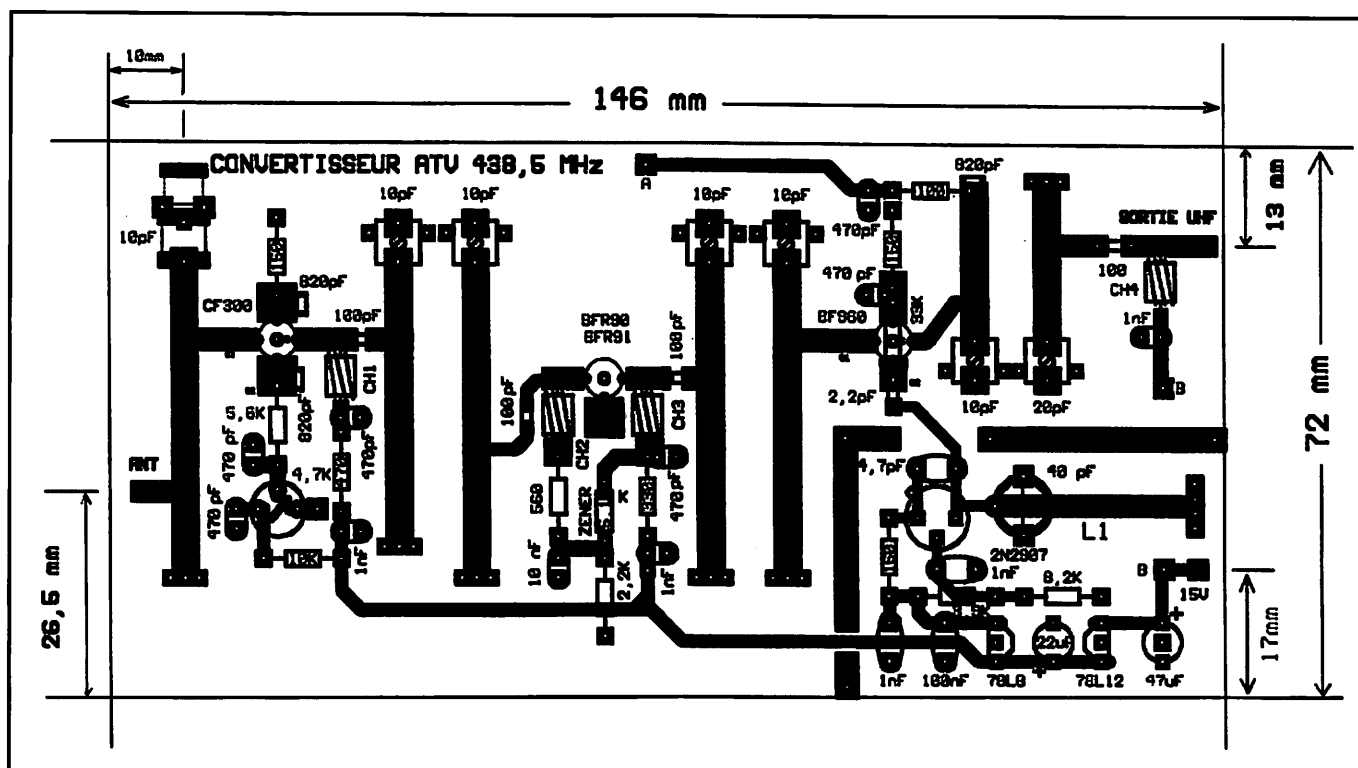 10mm
146 mm
CONVERTISSEUR ATV 438,5 MHz
A
820pF
13 mm
10pF
10pF
10pF
10pF
100
470pF
SORTIE UHF
10pF
150
820pF
150
470 pF
100
CH4
CF300
100pF
BFR90
BFR91
100pF
BF960
33K
1nF
CH1
100pF
CH3
2,2pF
10pF
20pF
B
72 mm
5,6K
820pF
470 pF
470
470pF
CH2
4,7pF
40 pF
ANT
4,7K
560
ZENER
K
330
470pF
L1
470 pF
10K
1nF
10 nF
2,2K
1nF
150
2N2907
1nF
8,2K
B
15V
26,5 mm
22uF
17mm
1nF
100nF
78L8
78L12
47uF